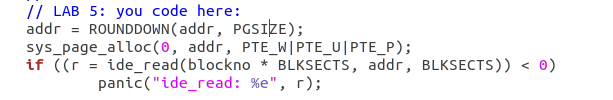 // LAB 5: you code here:
addr = ROUNDDOWN(addr, PGSIZE);
sys_page_alloc(0, addr, PTE_W|PTE_U|PTE_P);
if ((r = ide_read(blockno * BLKSECTS, addr, BLKSECTS)) < 0)
panic("ide_read: %e", r);